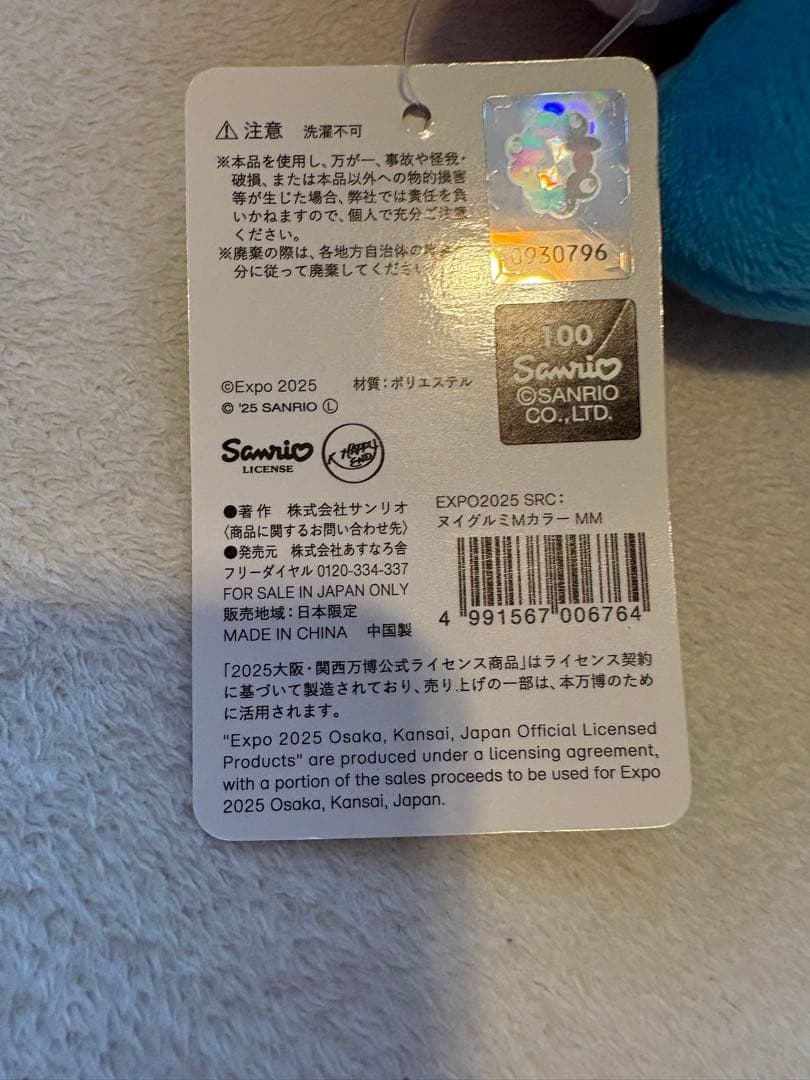 ⚠注意 洗濯不可
※本品を使用し、万が一、事故や怪我・
破損、または本品以外への物的損害
等が生じた場合、弊社では責任を負
いかねますので、個人で充分ご注意
ください。
※廃棄の際は、各地方自治体の
分に従って廃棄してください
0930796
100
Sanrio
©SANRIO
CO.,LTD.
©Expo 2025 材質:ポリエステル
© '25 SANRIO Ⓛ
Sanrio
LICENSE
HAPPY
END
●著作 株式会社サンリオ
〈商品に関するお問い合わせ先〉
●発売元 株式会社あすなろ舎
フリーダイヤル 0120-334-337
FOR SALE IN JAPAN ONLY
販売地域:日本限定
MADE IN CHINA 中国製
EXPO2025 SRC:
ヌイグルミMカラー MM
4 991567 006764
「2025大阪・関西万博公式ライセンス商品」はライセンス契約
に基づいて製造されており、売り上げの一部は、本万博のため
に活用されます。
"Expo 2025 Osaka, Kansai, Japan Official Licensed
Products" are produced under a licensing agreement,
with a portion of the sales proceeds to be used for Expo
2025 Osaka, Kansai, Japan.